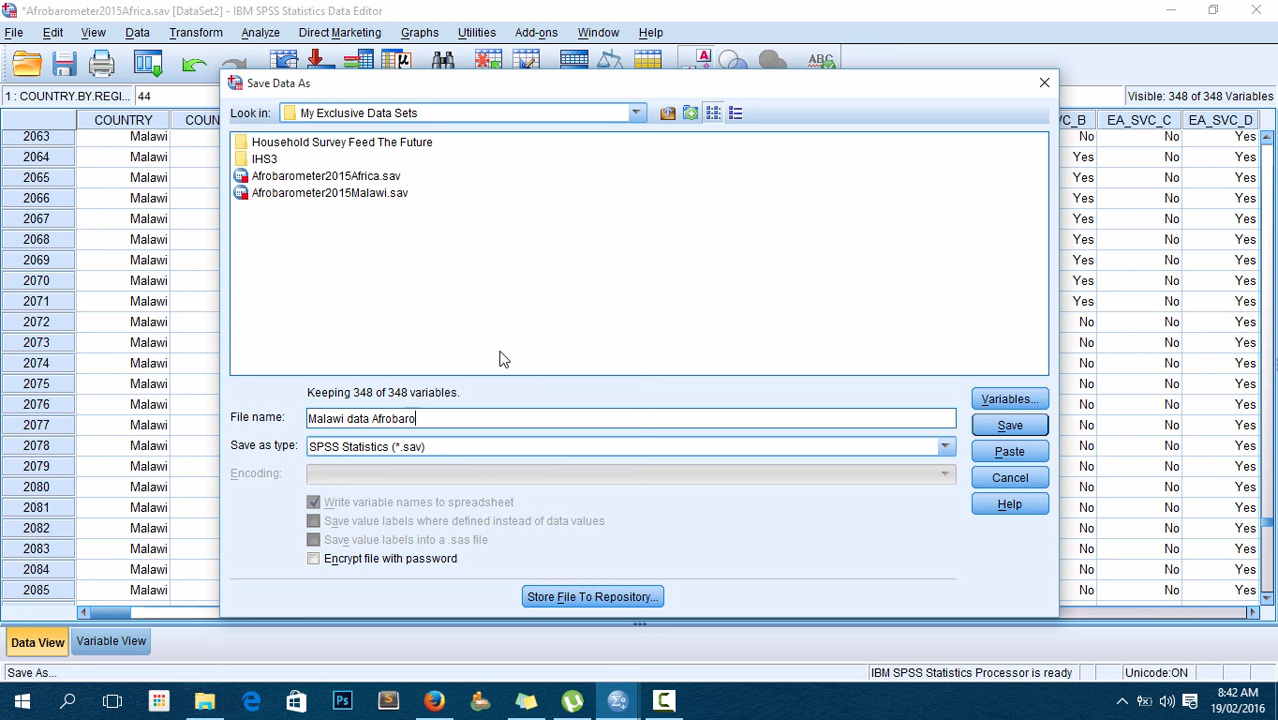 *Afrobarometer2015Africa.sav [DataSet2] - IBM SPSS Statistics Data Editor
File Edit View Data Transform Analyze Direct Marketing Graphs Utilities Add-ons Window Help
1 : COUNTRY.BY.REGI... 44 Visible: 348 of 348 Variables
COUNTRY COUN SVC_B EA_SVC_C EA_SVC_D
2063 Malawi No No Yes
2064 Malawi Yes No Yes
2065 Malawi Yes No Yes
2066 Malawi Yes No Yes
2067 Malawi Yes No Yes
2068 Malawi Yes No Yes
2069 Malawi Yes No Yes
2070 Malawi Yes No Yes
2071 Malawi Yes No Yes
2072 Malawi No No Yes
2073 Malawi No No Yes
2074 Malawi No No Yes
2075 Malawi No No Yes
2076 Malawi No No Yes
2077 Malawi No No Yes
2078 Malawi No No Yes
2079 Malawi No No Yes
2080 Malawi No No Yes
2081 Malawi No No Yes
2082 Malawi No No Yes
2083 Malawi No No Yes
2084 Malawi No No Yes
2085 Malawi No No Yes
Save Data As
Look in: My Exclusive Data Sets
Household Survey Feed The Future
IHS3
Afrobarometer2015Africa.sav
Afrobarometer2015Malawi.sav
Keeping 348 of 348 variables.
Variables...
File name: Malawi data Afrobaro
Save
Save as type: SPSS Statistics (*.sav)
Paste
Encoding:
Cancel
Write variable names to spreadsheet
Help
Save value labels where defined instead of data values
Save value labels into a .sas file
Encrypt file with password
Store File To Repository...
Data View Variable View
Save As... IBM SPSS Statistics Processor is ready Unicode:ON
8:42 AM
19/02/2016